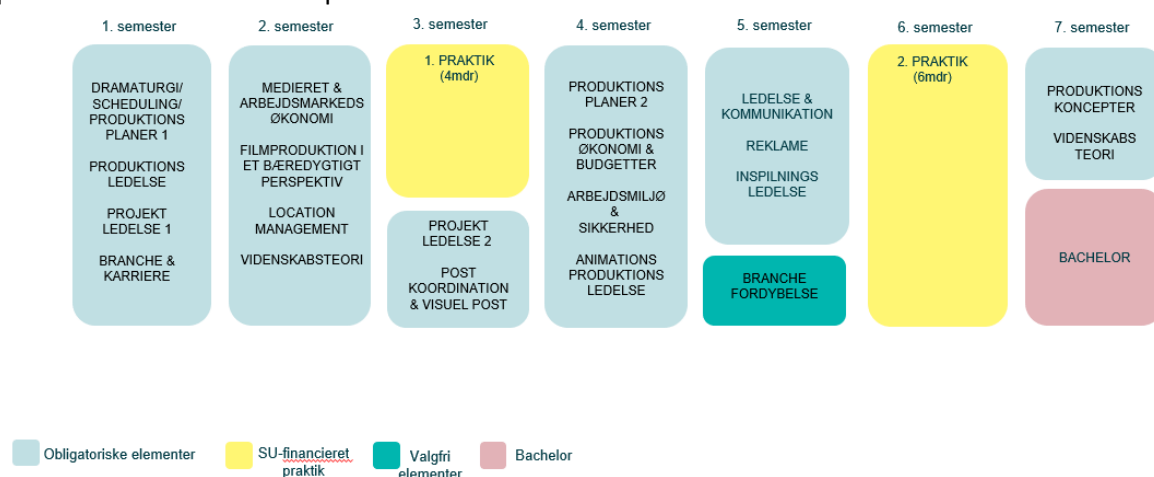 1. semester
DRAMATURGI/
SCHEDULING/
PRODUKTIONS
PLANER 1
PRODUKTIONS
LEDELSE
PROJEKT
LEDELSE 1
BRANCHE &
KARRIERE
2. semester
MEDIERET &
ARBEJDSMARKEDS
ØKONOMI
FILMPRODUKTION I
ET BÆREDYGTIGT
PERSPEKTIV
LOCATION
MANAGEMENT
VIDENSKABSTEORI
3. semester
1. PRAKTIK
(4mdr)
PROJEKT
LEDELSE 2
POST
KOORDINATION
& VISUEL POST
4. semester
PRODUKTIONS
PLANER 2
PRODUKTIONS
ØKONOMI &
BUDGETTER
ARBEJDSMILJØ
&
SIKKERHED
ANIMATIONS
PRODUKTIONS
LEDELSE
5. semester
LEDELSE &
KOMMUNIKATION
REKLAME
INSPILNINGS
LEDELSE
BRANCHE
FORDYBELSE
6. semester
2. PRAKTIK
(6mdr)
7. semester
PRODUKTIONS
KONCEPTER
VIDENSKABS
TEORI
BACHELOR
Obligatoriske elementer
SU-financieret
praktik
Valgfri
elementer
Bachelor